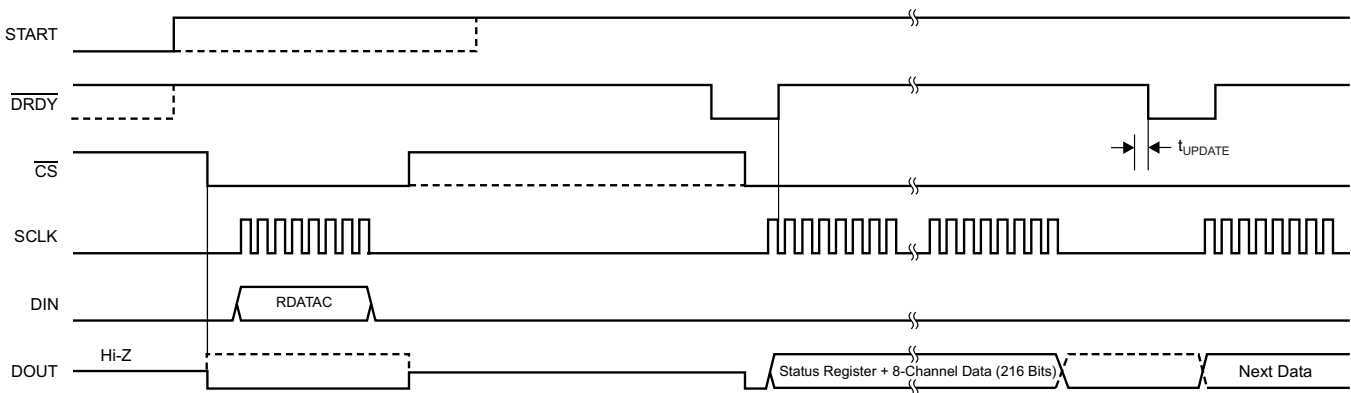 START
DRDY
tUPDATE
CS
SCLK
DIN
RDATAC
Hi-Z
DOUT
Status Register + 8-Channel Data (216 Bits)
Next Data